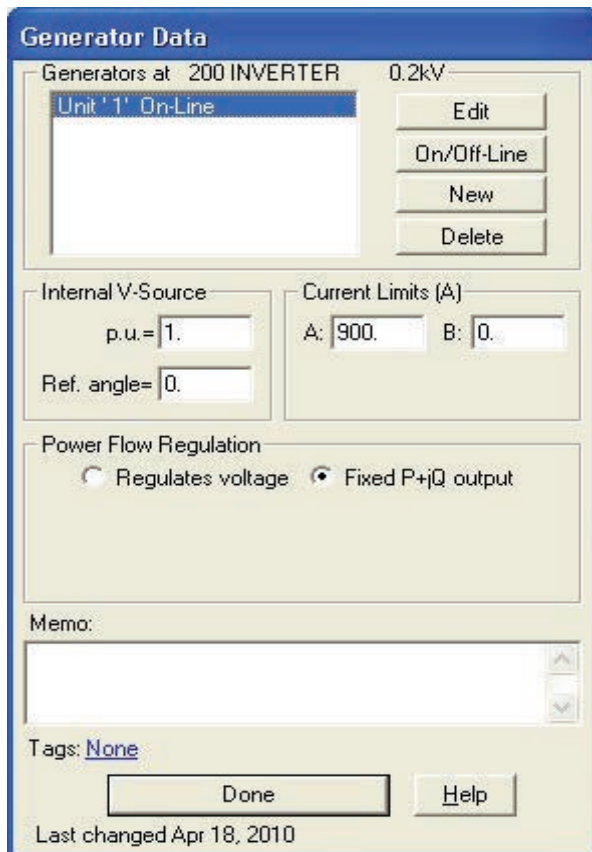 Generator Data
Generators at 200 INVERTER 0.2kV
Unit '1' On-Line
Edit
On/Off-Line
New
Delete
Internal V-Source
p.u.= 1.
Ref. angle= 0.
Current Limits (A)
A: 900. B: 0.
Power Flow Regulation
Regulates voltage Fixed P+jQ output
Memo:
Tags: None
Done Help
Last changed Apr 18, 2010